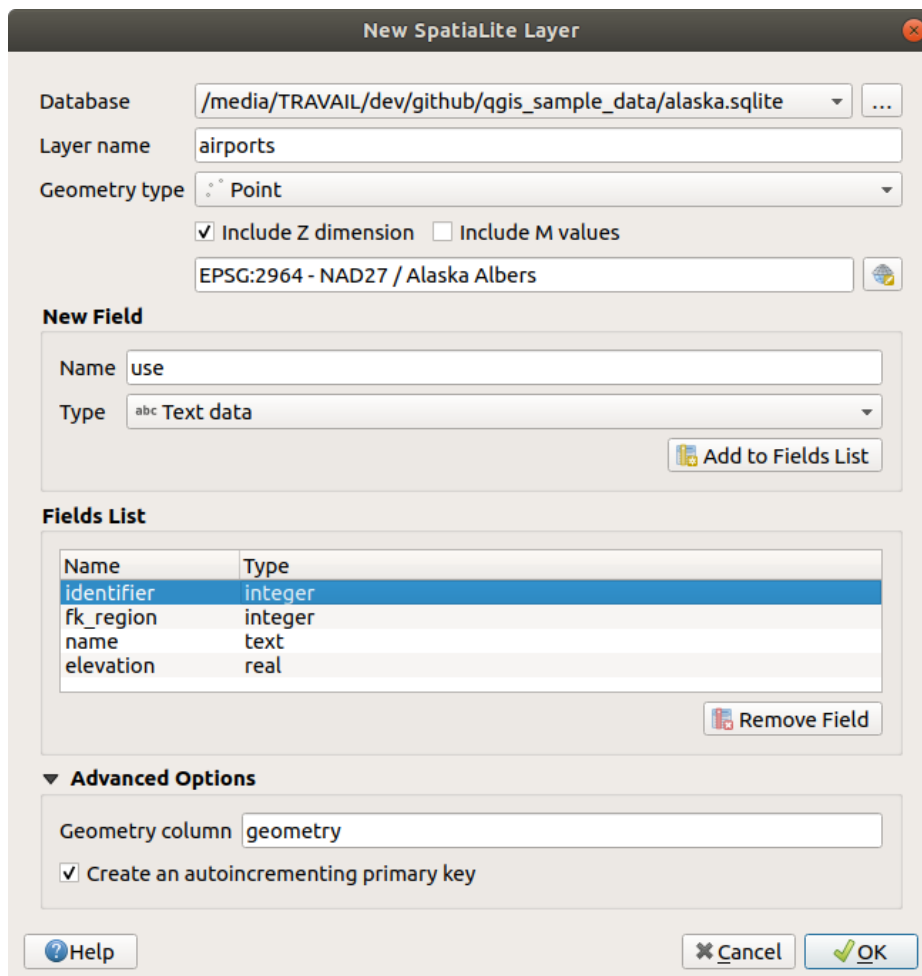 New SpatiaLite Layer
Database /media/TRAVAIL/dev/github/qgis_sample_data/alaska.sqlite ...
Layer name airports
Geometry type Point
Include Z dimension Include M values
EPSG:2964 - NAD27 / Alaska Albers
New Field
Name use
Type abc Text data
Add to Fields List
Fields List
Name Type
identifier integer
fk_region integer
name text
elevation real
Remove Field
Advanced Options
Geometry column geometry
Create an autoincrementing primary key
Help Cancel OK